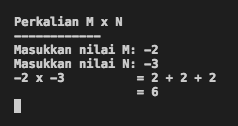 Perkalian M x N
------------
Masukkan nilai M: -2
Masukkan nilai N: -3
-2 x -3         = 2 + 2 + 2
                = 6